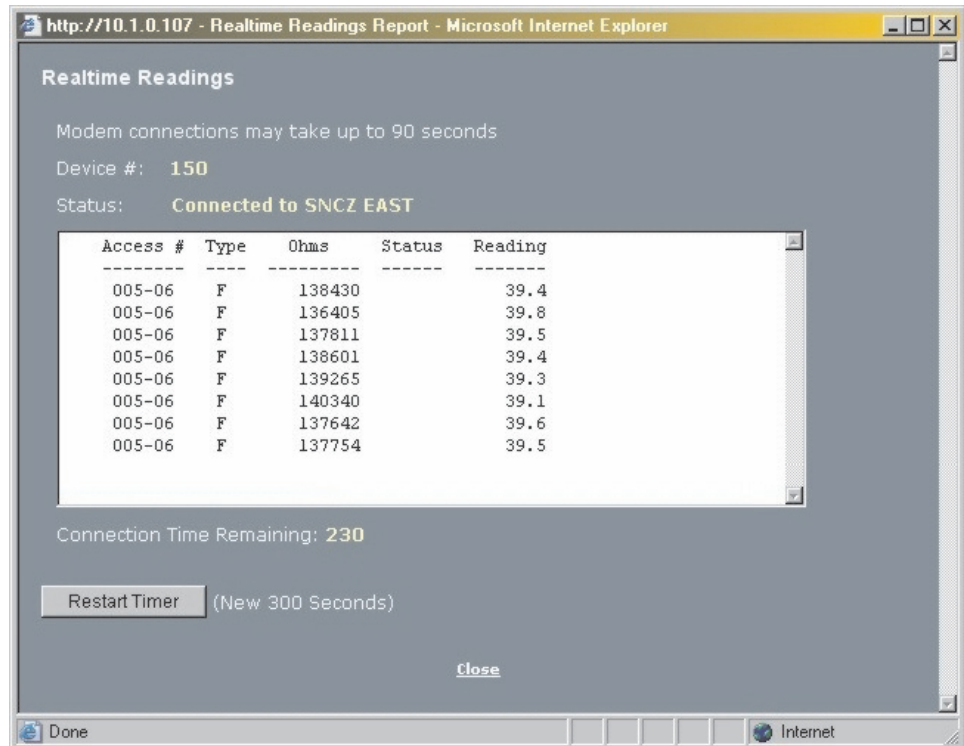 http://10.1.0.107 - Realtime Readings Report - Microsoft Internet Explorer
Realtime Readings
Modem connections may take up to 90 seconds
Device #: 150
Status: Connected to SNCZ EAST
Access # Type Ohms Status Reading
-------- ---- --------- ------ -------
005-06 F 138430 39.4
005-06 F 136405 39.8
005-06 F 137811 39.5
005-06 F 138601 39.4
005-06 F 139265 39.3
005-06 F 140340 39.1
005-06 F 137642 39.6
005-06 F 137754 39.5
Connection Time Remaining: 230
Restart Timer (New 300 Seconds)
Close
Done Internet